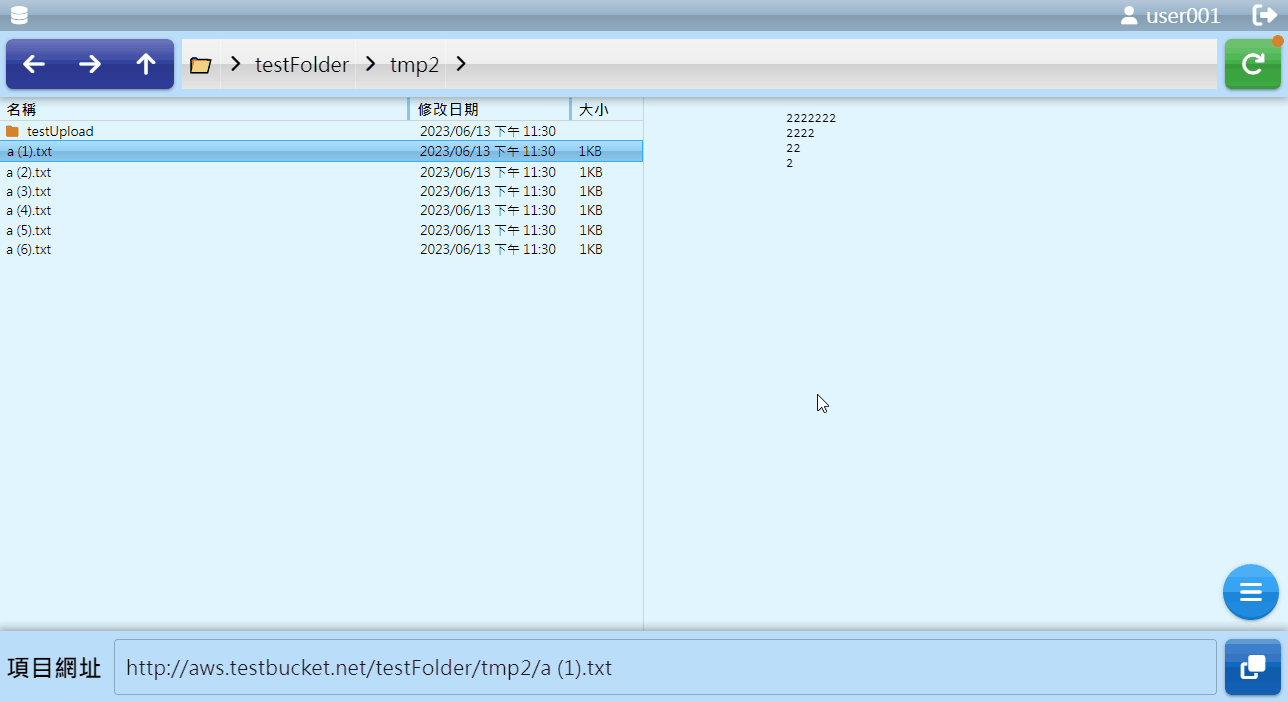 user001
testFolder tmp2
名稱 修改日期 大小
testUpload 2023/06/13 下午 11:30
a (1).txt 2023/06/13 下午 11:30 1KB
a (2).txt 2023/06/13 下午 11:30 1KB
a (3).txt 2023/06/13 下午 11:30 1KB
a (4).txt 2023/06/13 下午 11:30 1KB
a (5).txt 2023/06/13 下午 11:30 1KB
a (6).txt 2023/06/13 下午 11:30 1KB
2222222
2222
22
2
項目網址 http://aws.testbucket.net/testFolder/tmp2/a (1).txt